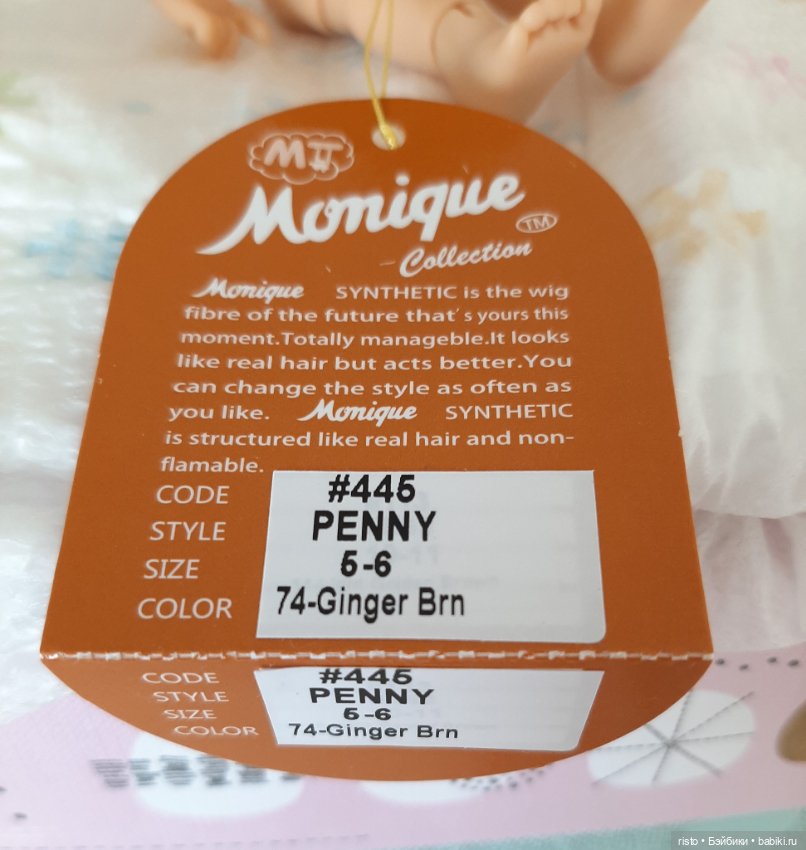 MJ
Monique TM
- Collection
Monique SYNTHETIC is the wig
fibre of the future that's yours this
moment.Totally manageble.It looks
like real hair but acts better.You
can change the style as often as
you like. Monique SYNTHETIC
is structured like real hair and non-
flamable.
CODE #445
STYLE PENNY
SIZE 5-6
COLOR 74-Ginger Brn
CODE #445
STYLE PENNY
SIZE 5-6
COLOR 74-Ginger Brn
risto • Бэйбики • babiki.ru